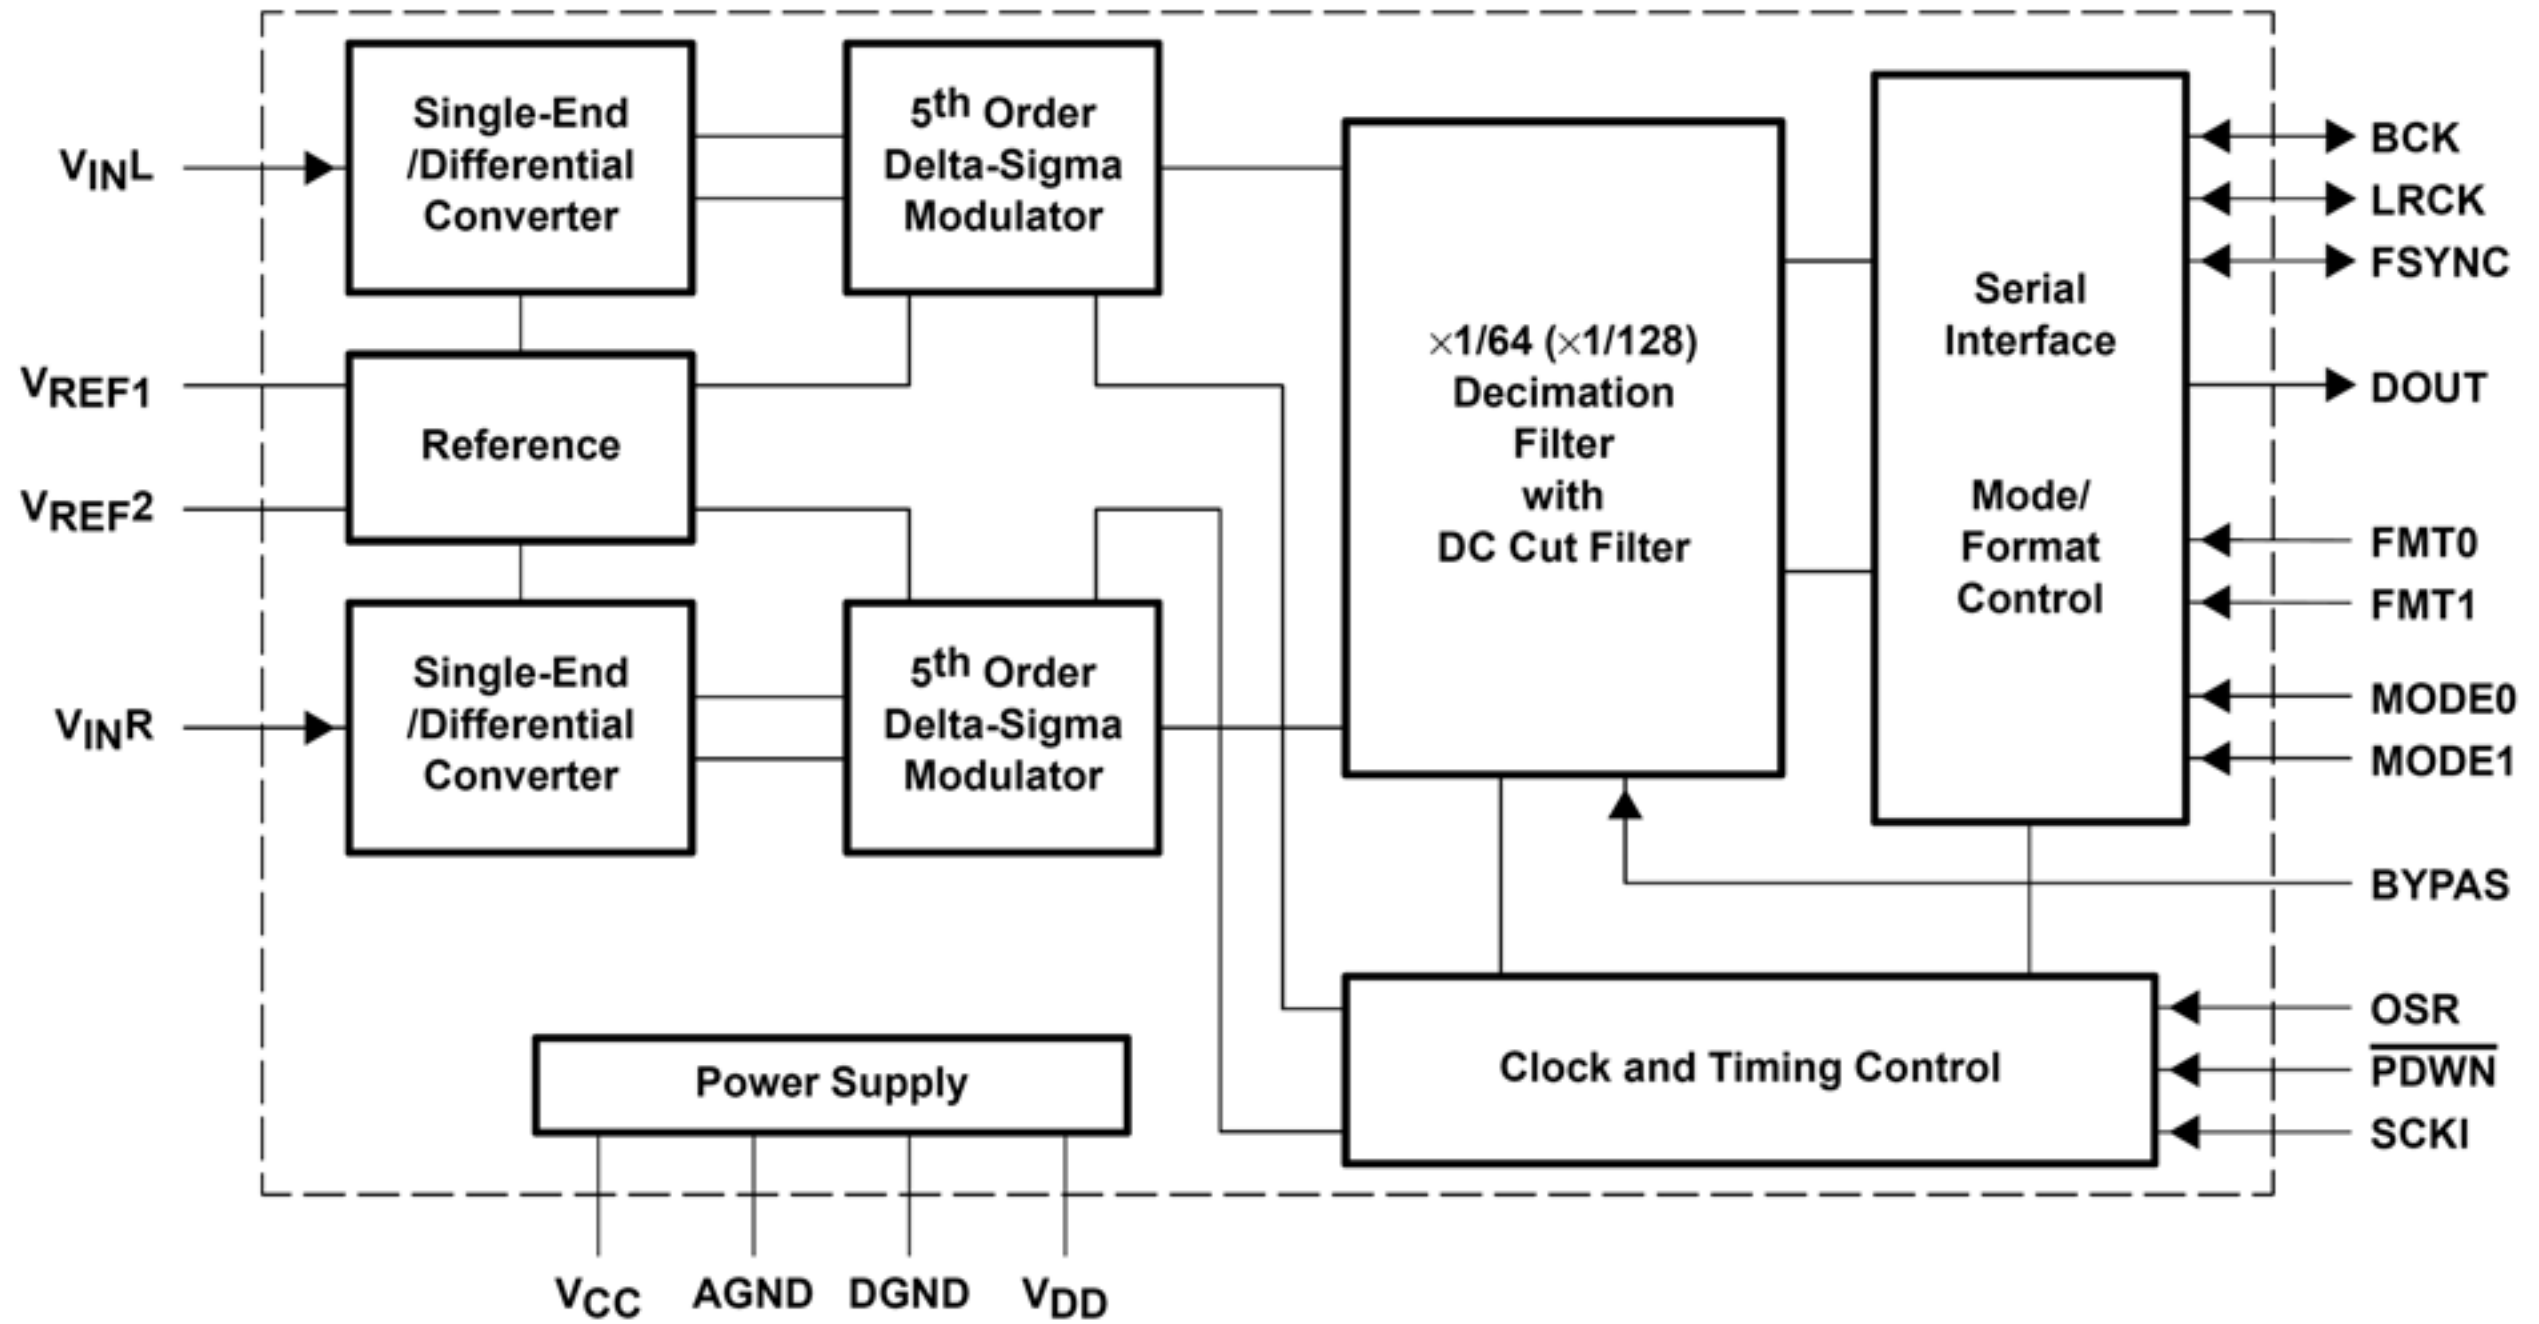 Single-End
/Differential
Converter
5th Order
Delta-Sigma
Modulator
VINL
VREF1
Reference
VREF2
Single-End
/Differential
Converter
5th Order
Delta-Sigma
Modulator
VINR
×1/64 (×1/128)
Decimation
Filter
with
DC Cut Filter
Serial
Interface
Mode/
Format
Control
BCK
LRCK
FSYNC
DOUT
FMT0
FMT1
MODE0
MODE1
BYPAS
OSR
PDWN
SCKI
Clock and Timing Control
Power Supply
VCC
AGND
DGND
VDD